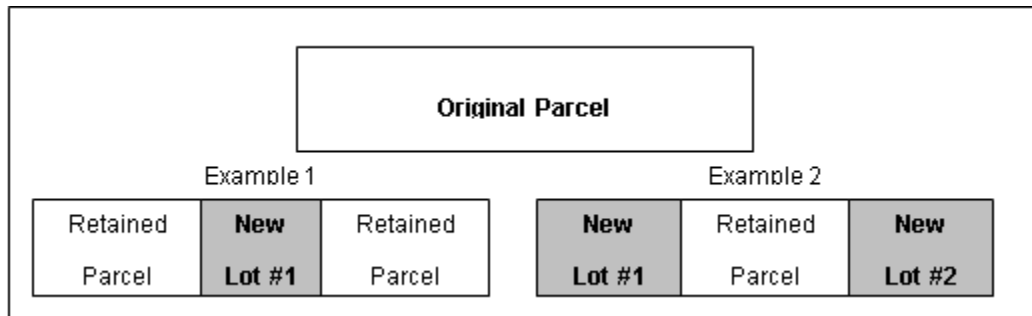 Original Parcel
Example 1
Example 2
Retained New Retained
Parcel Lot #1 Parcel
New Retained New
Lot #1 Parcel Lot #2